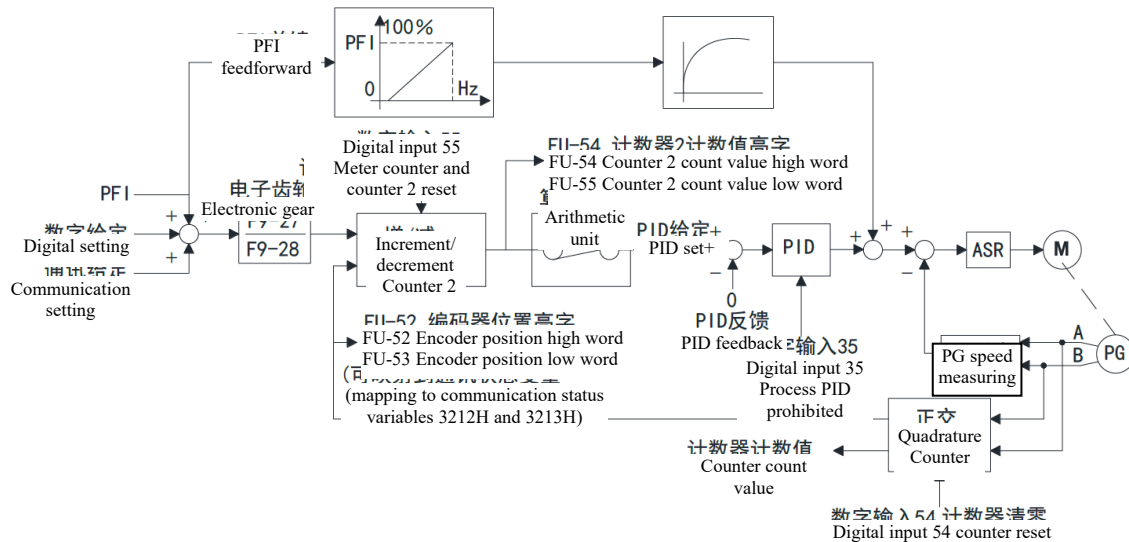 PFI
feedforward
PFI
100%
0
Hz
Digital input 55
Meter counter and
counter 2 reset
FU-54 计数器2计数值高字
FU-54 Counter 2 count value high word
FU-55 Counter 2 count value low word
PFI
电子齿轮
Electronic gear
F9-27
F9-28
+
数字给定
Digital setting
+
通讯给定
Communication
setting
Increment/
decrement
Counter 2
Arithmetic
unit
PID给定+
PID set+
-
0
PID反馈
PID feedback
PID
+
+
+
-
ASR
M
A
B
PG
PG speed
measuring
FU-52 编码器位置高字
FU-52 Encoder position high word
FU-53 Encoder position low word
(mapping to communication status
variables 3212H and 3213H)
字输入35
Digital input 35
Process PID
prohibited
正交
Quadrature
Counter
计数器计数值
Counter count
value
数字输入54 计数器清零
Digital input 54 counter reset